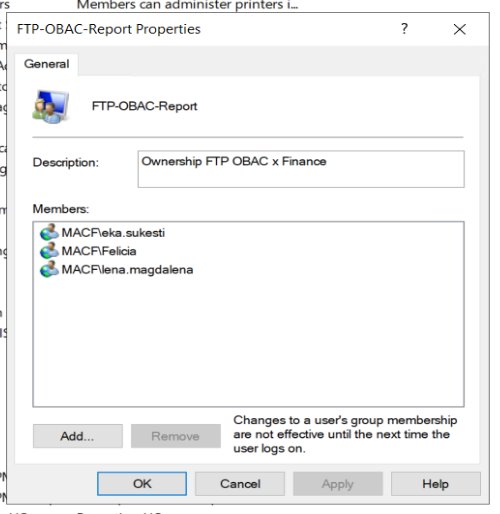 Members can administer printers i...
FTP-OBAC-Report Properties
?
General
FTP-OBAC-Report
Description:
Ownership FTP OBAC x Finance
Members:
MACF\eka.sukesti
MACF\Felicia
MACF\lena.magdalena
Add...
Remove
Changes to a user's group membership
are not effective until the next time the
user logs on.
OK
Cancel
Apply
Help